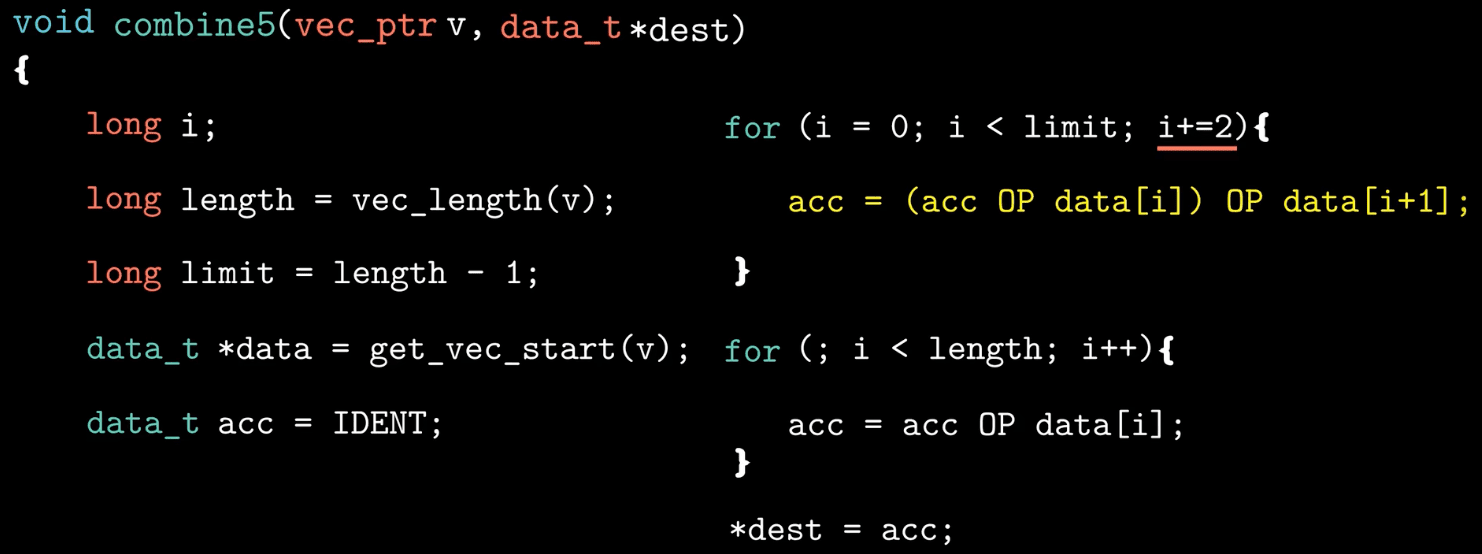 void combine5(vec_ptr v, data_t *dest)
{
long i;
long length = vec_length(v);
long limit = length - 1;
data_t *data = get_vec_start(v);
data_t acc = IDENT;
for (i = 0; i < limit; i+=2){
acc = (acc OP data[i]) OP data[i+1];
}
for (; i < length; i++){
acc = acc OP data[i];
}
*dest = acc;